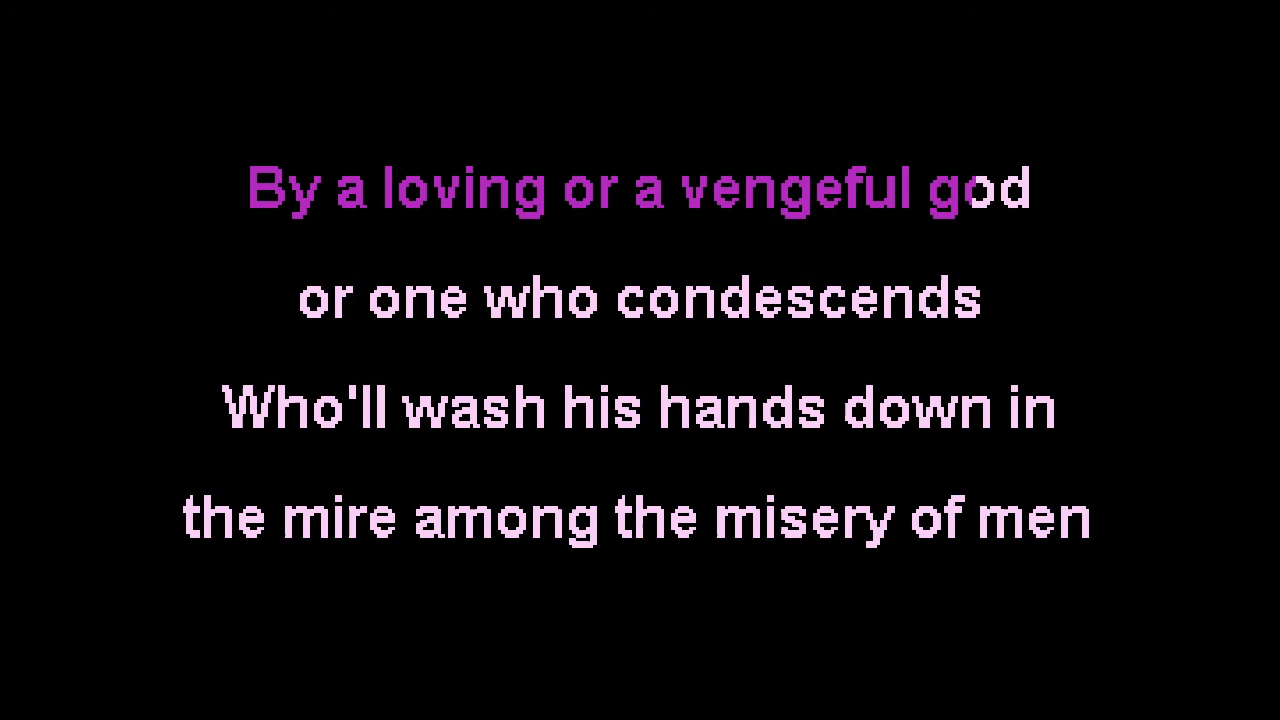 By a loving or a vengeful god
or one who condescends
Who'll wash his hands down in
the mire among the misery of men